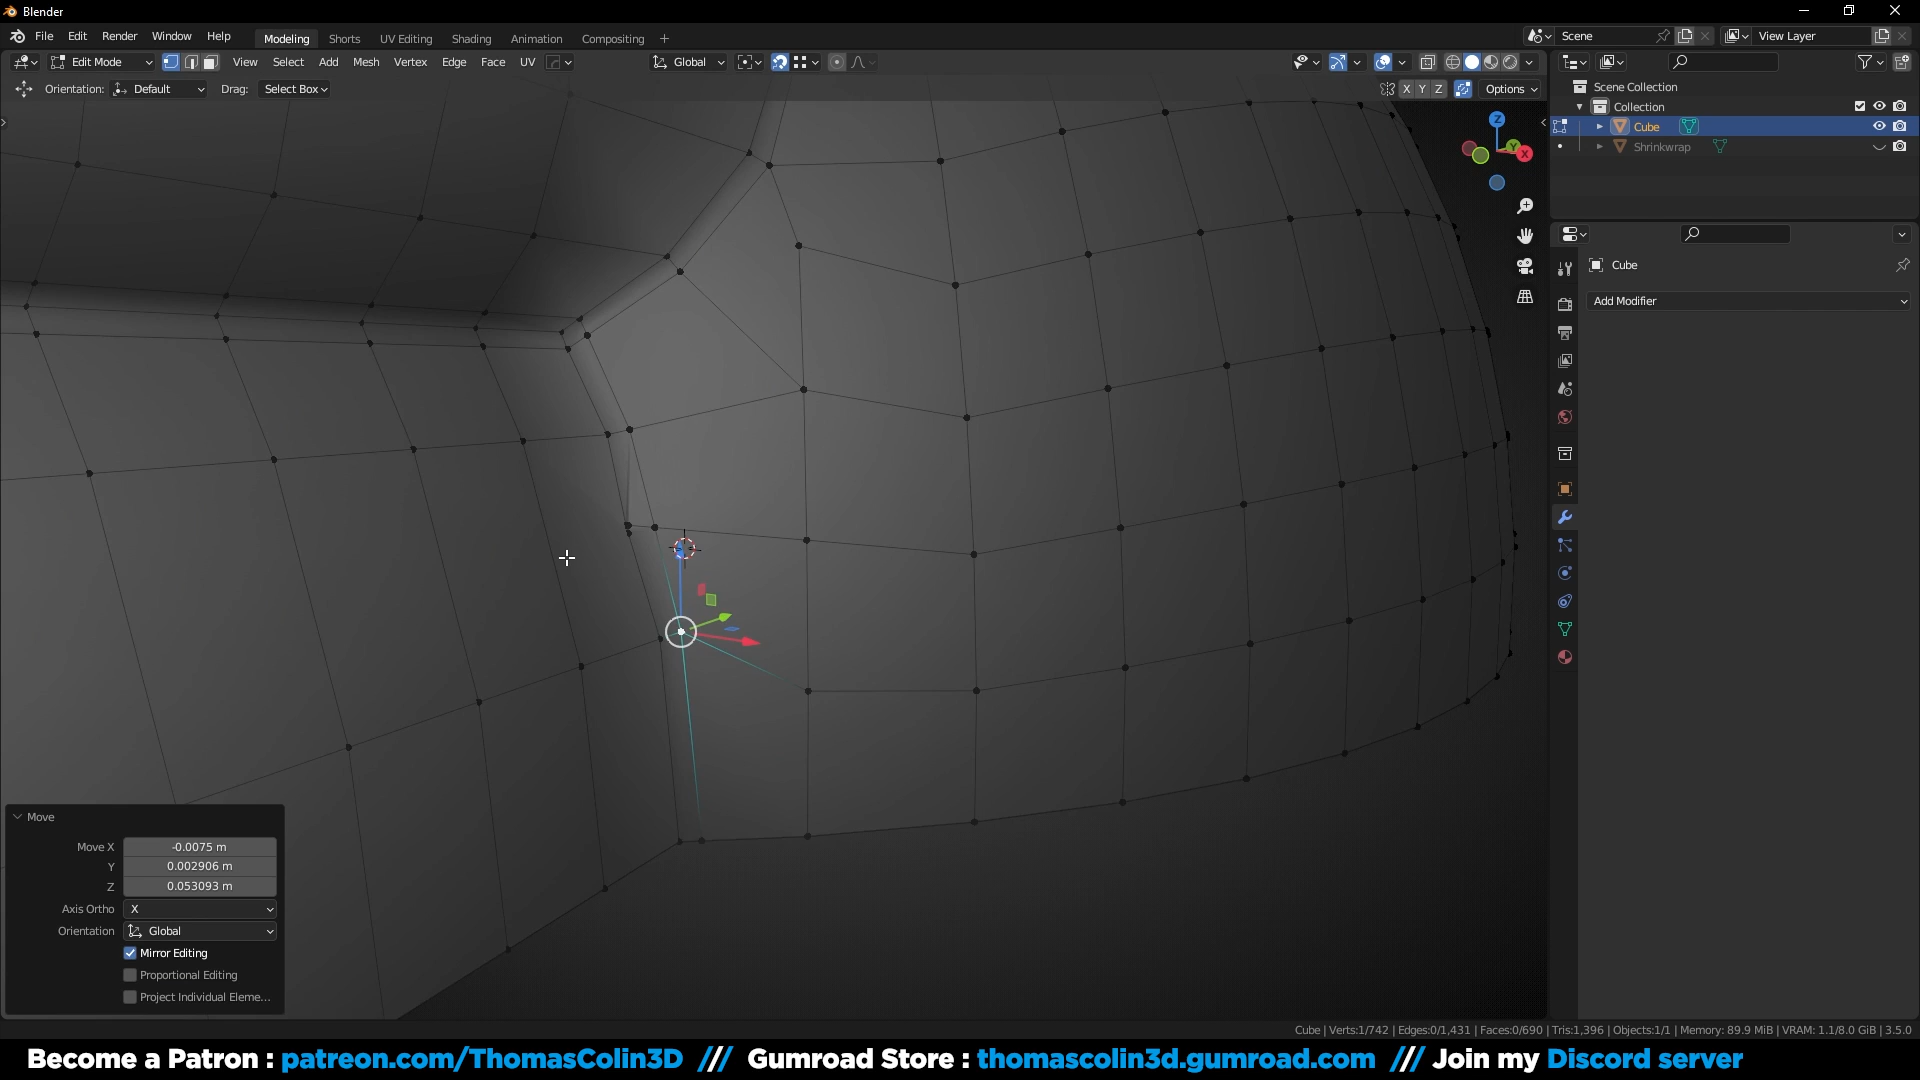 Blender
File Edit Render Window Help
Modeling Shorts UV Editing Shading Animation Compositing +
Scene
View Layer
Edit Mode View Select Add Mesh Vertex Edge Face UV
Global
Orientation: Default Drag: Select Box
X Y Z Options
Scene Collection
Collection
Cube
Shrinkwrap
Z
Y
X
Cube
Add Modifier
Move
Move X -0.0075 m
Y 0.002906 m
Z 0.053093 m
Axis Ortho X
Orientation Global
Mirror Editing
Proportional Editing
Project Individual Eleme...
Cube | Verts:1/742 | Edges:0/1,431 | Faces:0/690 | Tris:1,396 | Objects:1/1 | Memory: 89.9 MiB | VRAM: 1.1/8.0 GiB | 3.5.0
Become a Patron : patreon.com/ThomasColin3D /// Gumroad Store : thomascolin3d.gumroad.com /// Join my Discord server